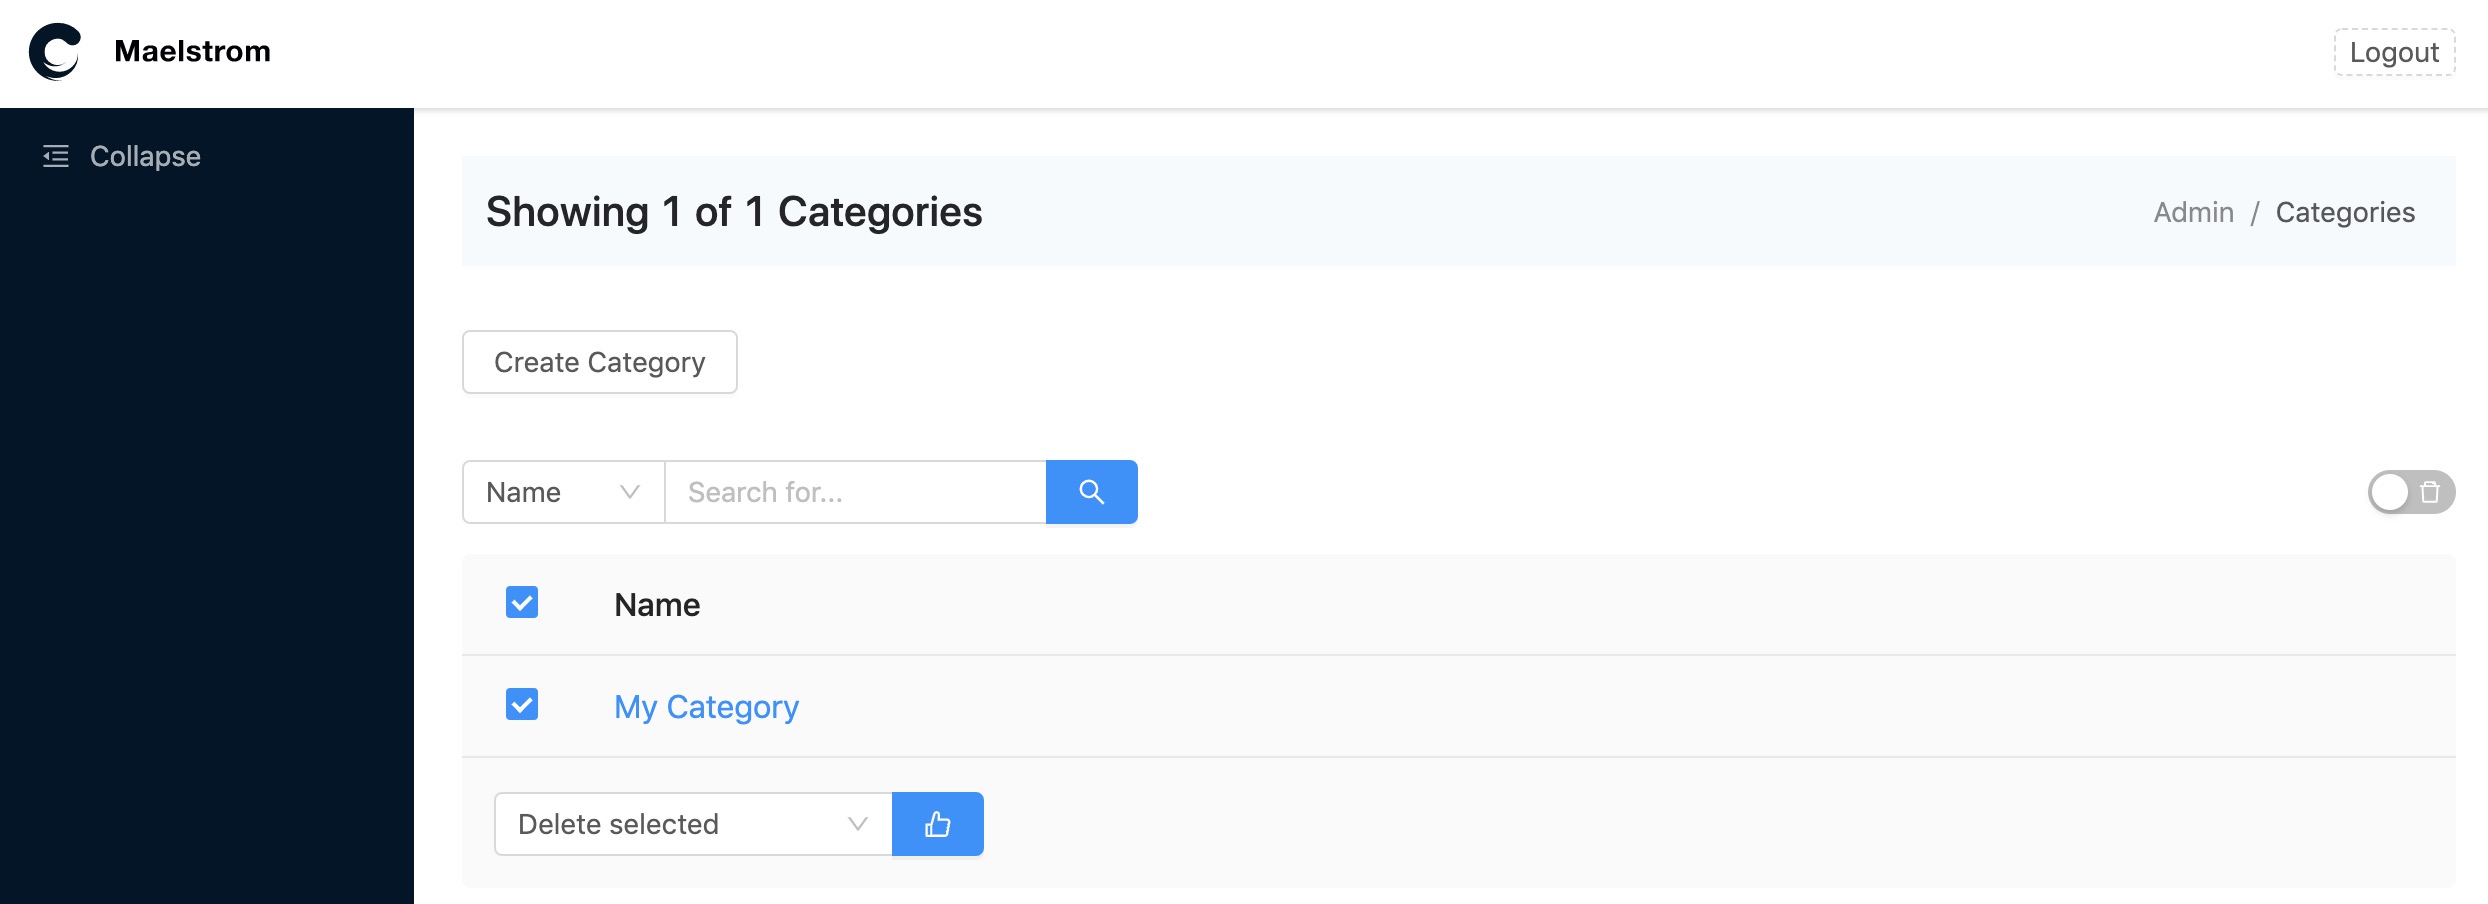 Maelstrom
Logout
Collapse
Showing 1 of 1 Categories
Admin / Categories
Create Category
Name
Search for...
Name
My Category
Delete selected